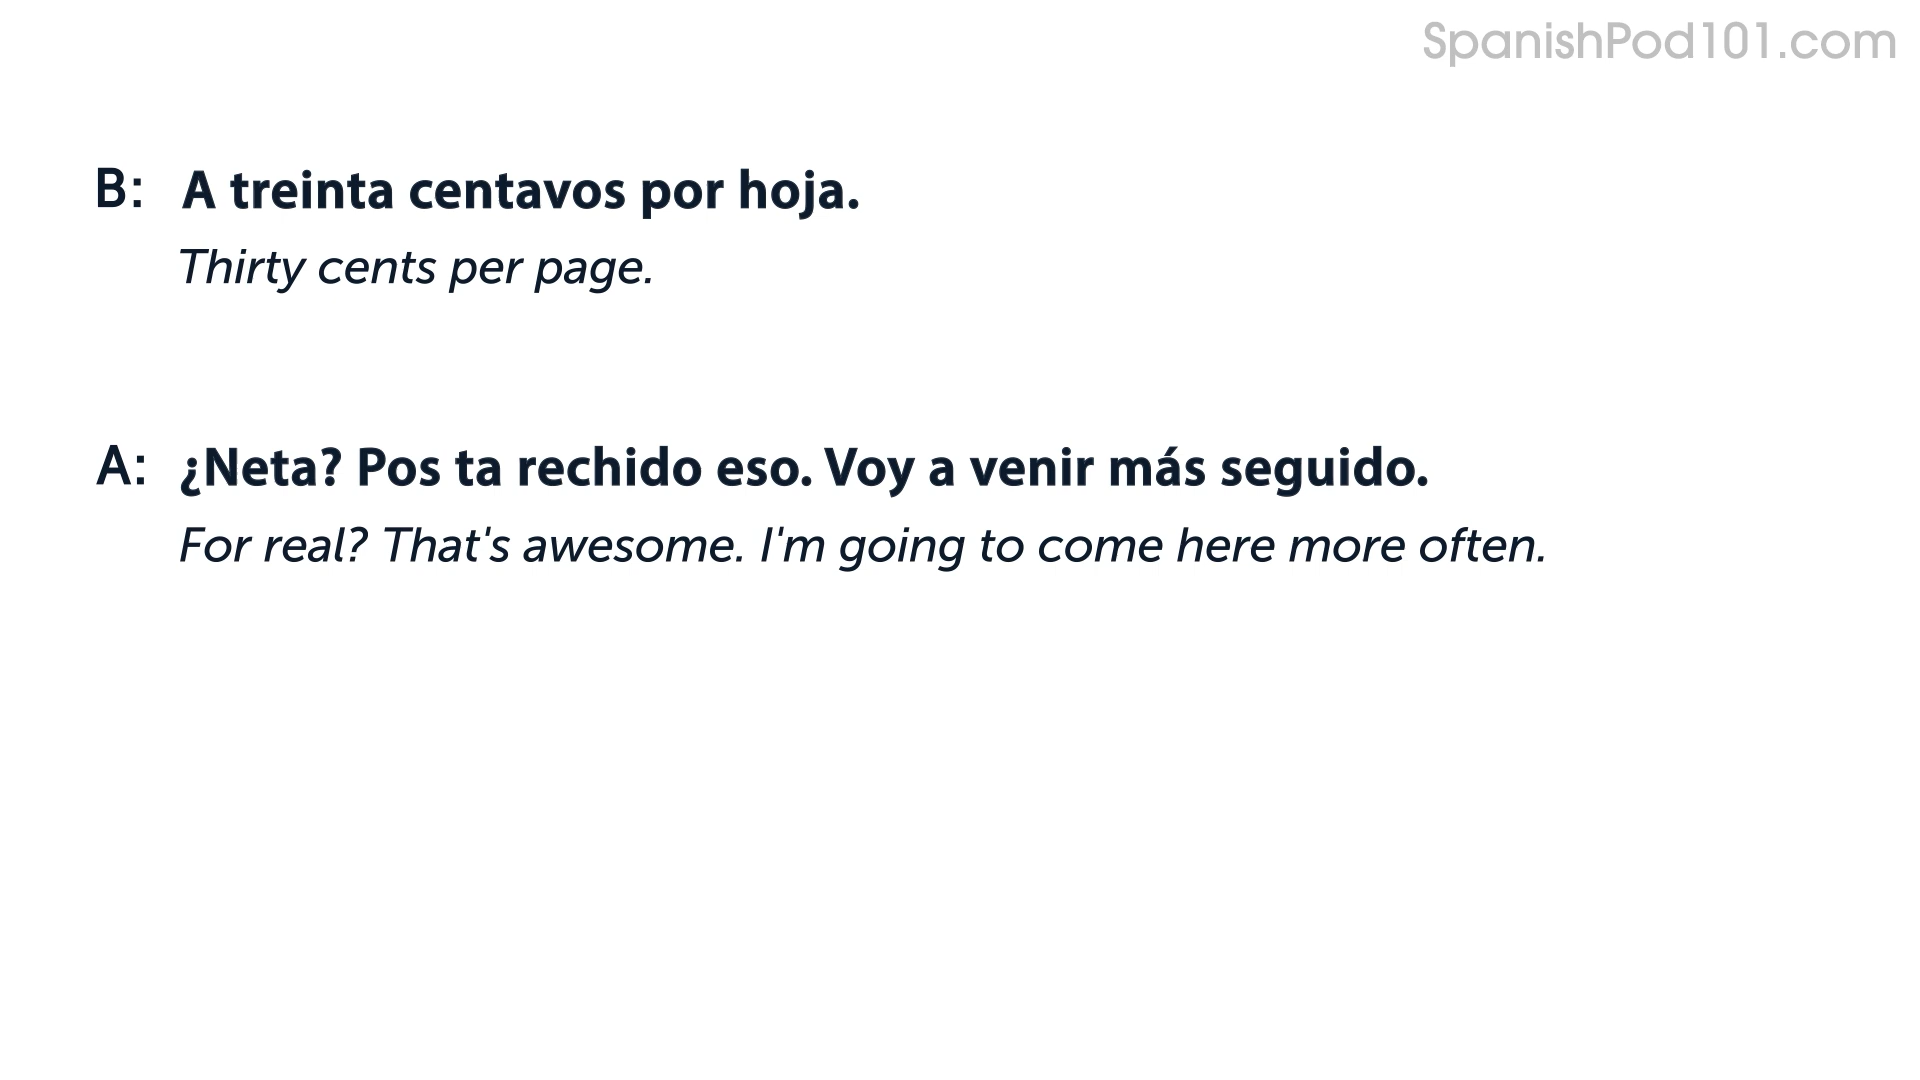 SpanishPod101.com
B: A treinta centavos por hoja.
Thirty cents per page.
A: ¿Neta? Pos ta rechido eso. Voy a venir más seguido.
For real? That's awesome. I'm going to come here more often.